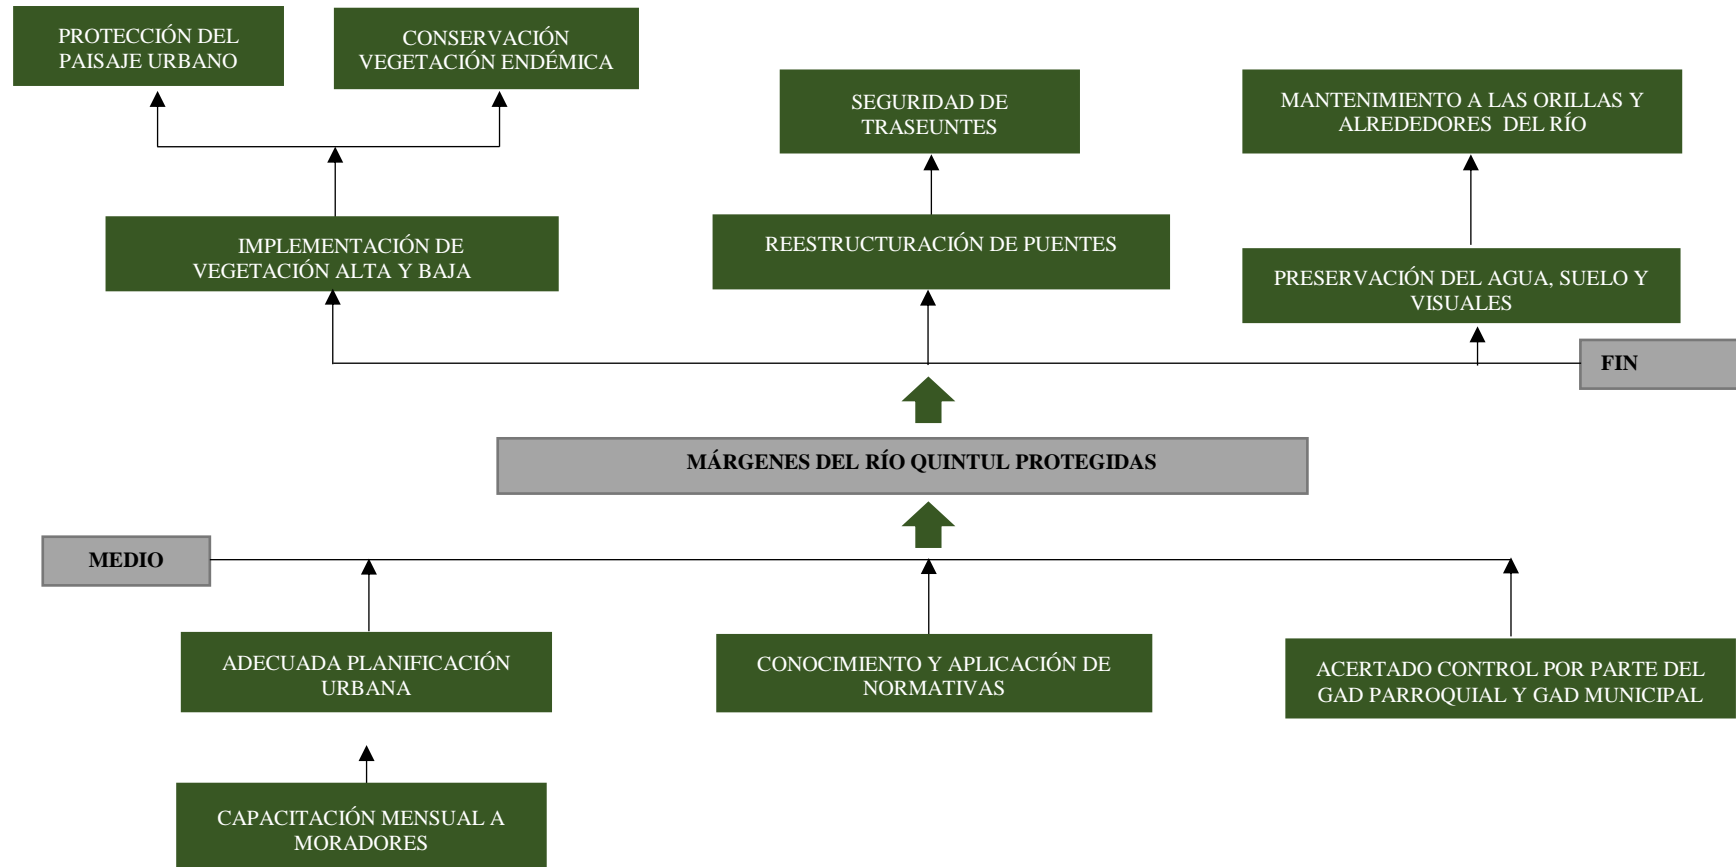 PROTECCIÓN DEL
PAISAJE URBANO
CONSERVACIÓN
VEGETACIÓN ENDÉMICA
SEGURIDAD DE
TRASEUNTES
MANTENIMIENTO A LAS ORILLAS Y
ALREDEDORES DEL RÍO
IMPLEMENTACIÓN DE
VEGETACIÓN ALTA Y BAJA
REESTRUCTURACIÓN DE PUENTES
PRESERVACIÓN DEL AGUA, SUELO Y
VISUALES
FIN
MÁRGENES DEL RÍO QUINTUL PROTEGIDAS
MEDIO
ADECUADA PLANIFICACIÓN
URBANA
CONOCIMIENTO Y APLICACIÓN DE
NORMATIVAS
ACERTADO CONTROL POR PARTE DEL
GAD PARROQUIAL Y GAD MUNICIPAL
CAPACITACIÓN MENSUAL A
MORADORES